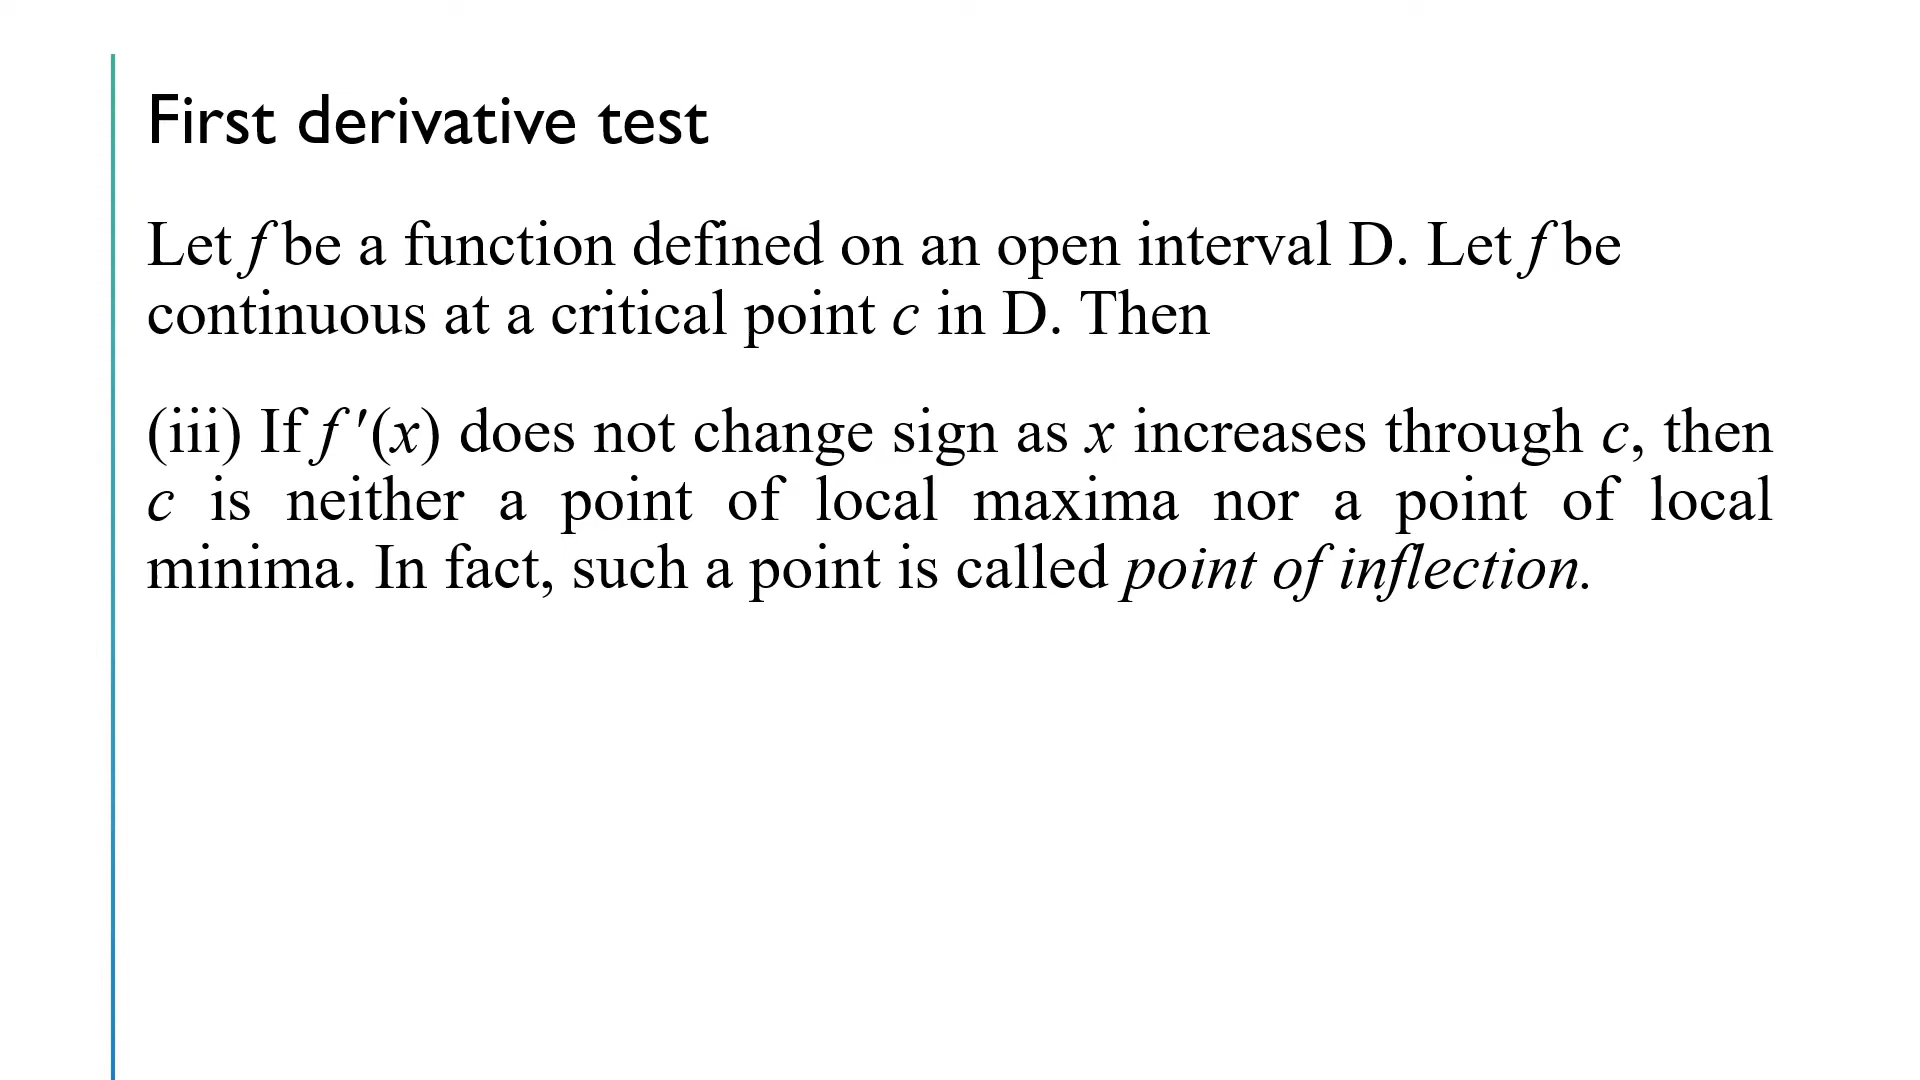 First derivative test
Let f be a function defined on an open interval D. Let f be
continuous at a critical point c in D. Then
(iii) If f ′(x) does not change sign as x increases through c, then
c is neither a point of local maxima nor a point of local
minima. In fact, such a point is called point of inflection.